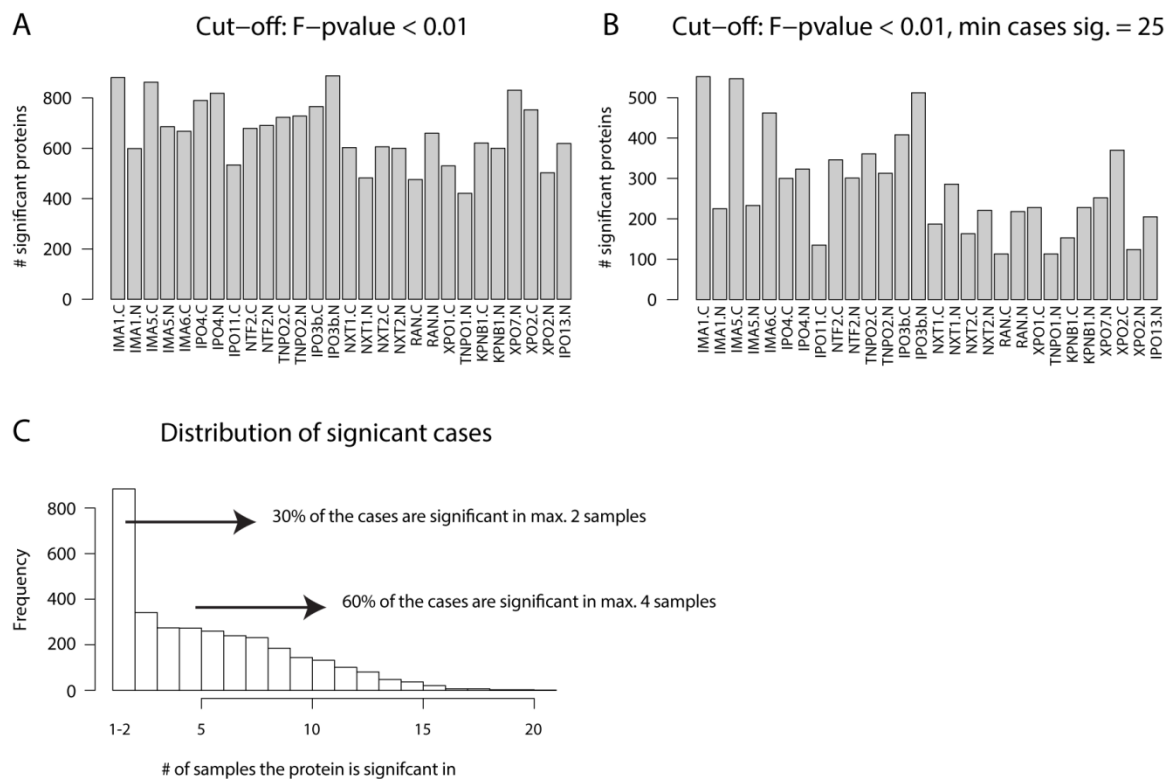 A
Cut−off: F−pvalue < 0.01
# significant proteins
800
600
400
200
0
IMA1.C
IMA1.N
IMA5.C
IMA5.N
IMA6.C
IPO4.C
IPO4.N
IPO11.C
NTF2.C
NTF2.N
TNPO2.C
TNPO2.N
IPO3b.C
IPO3b.N
NXT1.C
NXT1.N
NXT2.C
NXT2.N
RAN.C
RAN.N
XPO1.C
TNPO1.N
KPNB1.C
KPNB1.N
XPO7.N
XPO2.C
XPO2.N
IPO13.N
B
Cut−off: F−pvalue < 0.01, min cases sig. = 25
# significant proteins
500
400
300
200
100
0
IMA1.C
IMA1.N
IMA5.C
IMA5.N
IMA6.C
IPO4.C
IPO4.N
IPO11.C
NTF2.C
NTF2.N
TNPO2.C
TNPO2.N
IPO3b.C
IPO3b.N
NXT1.C
NXT1.N
NXT2.C
NXT2.N
RAN.C
RAN.N
XPO1.C
TNPO1.N
KPNB1.C
KPNB1.N
XPO7.N
XPO2.C
XPO2.N
IPO13.N
C
Distribution of signicant cases
Frequency
800
600
400
200
0
30% of the cases are significant in max. 2 samples
60% of the cases are significant in max. 4 samples
1-2
5
10
15
20
# of samples the protein is signifcant in